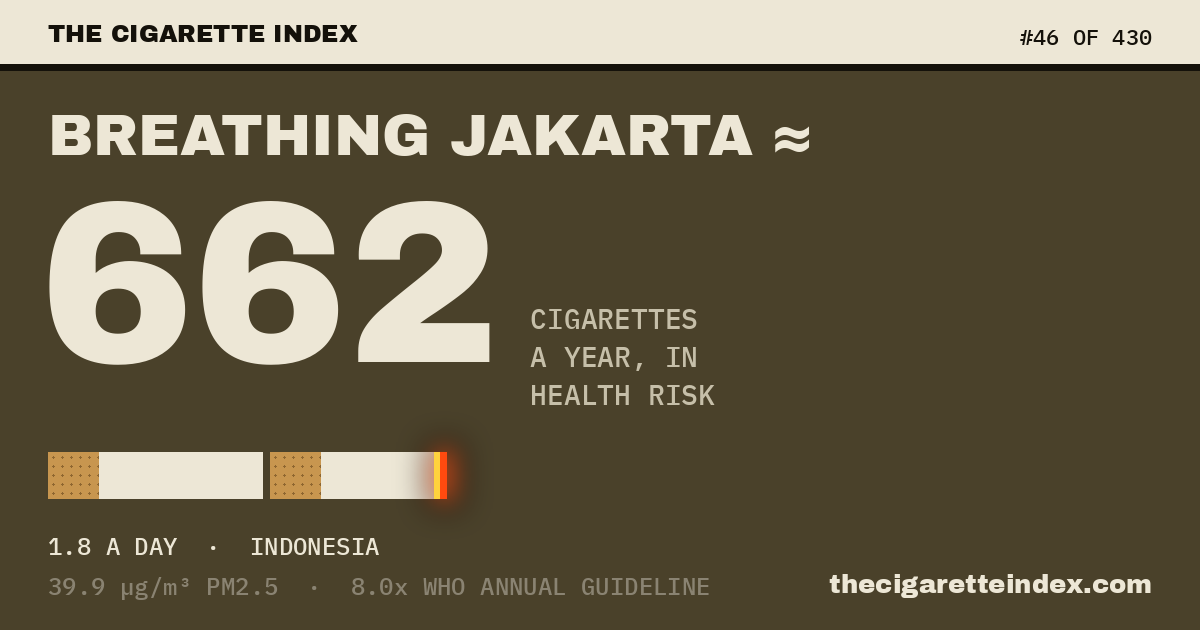 THE CIGARETTE INDEX
#46 OF 430
BREATHING JAKARTA ≈
662
CIGARETTES
A YEAR, IN
HEALTH RISK
1.8 A DAY · INDONESIA
39.9 µg/m³ PM2.5 · 8.0x WHO ANNUAL GUIDELINE
thecigaretteindex.com